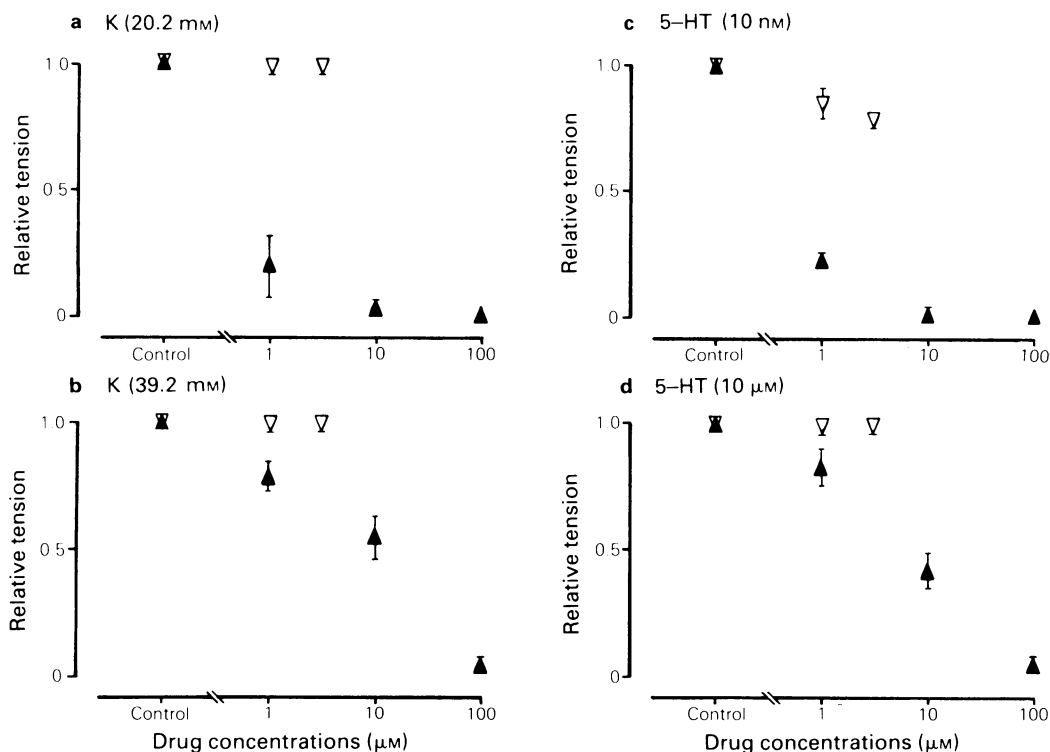 a K (20.2 mM)
Relative tension
1.0
0 5
0
Control 1 10 100
b K (39.2 mM)
Relative tension
1.0
0 5
0
Control 1 10 100
Drug concentrations (μM)
c 5–HT (10 nM)
Relative tension
1.0
0 5
0
Control 1 10 100
d 5–HT (10 μM)
Relative tension
1.0
0 5
0
Control 1 10 100
Drug concentrations (μM)